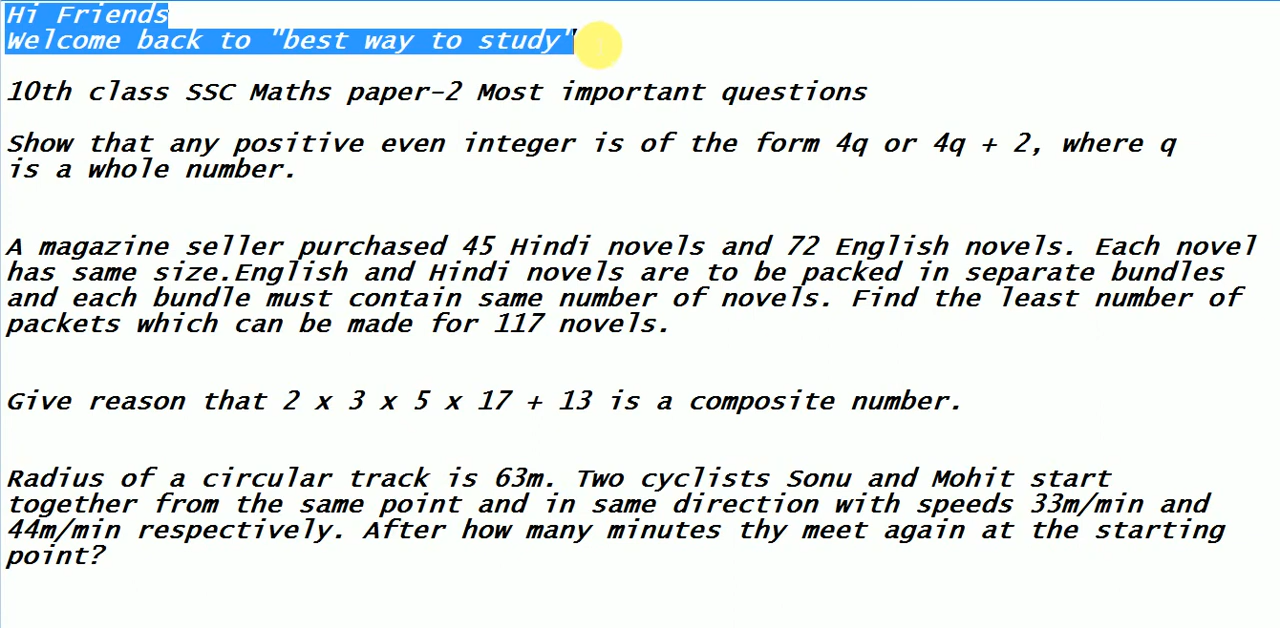 Hi Friends
Welcome back to "best way to study"
10th class SSC Maths paper-2 Most important questions
Show that any positive even integer is of the form 4q or 4q + 2, where q
is a whole number.
A magazine seller purchased 45 Hindi novels and 72 English novels. Each novel
has same size.English and Hindi novels are to be packed in separate bundles
and each bundle must contain same number of novels. Find the least number of
packets which can be made for 117 novels.
Give reason that 2 x 3 x 5 x 17 + 13 is a composite number.
Radius of a circular track is 63m. Two cyclists Sonu and Mohit start
together from the same point and in same direction with speeds 33m/min and
44m/min respectively. After how many minutes thy meet again at the starting
point?